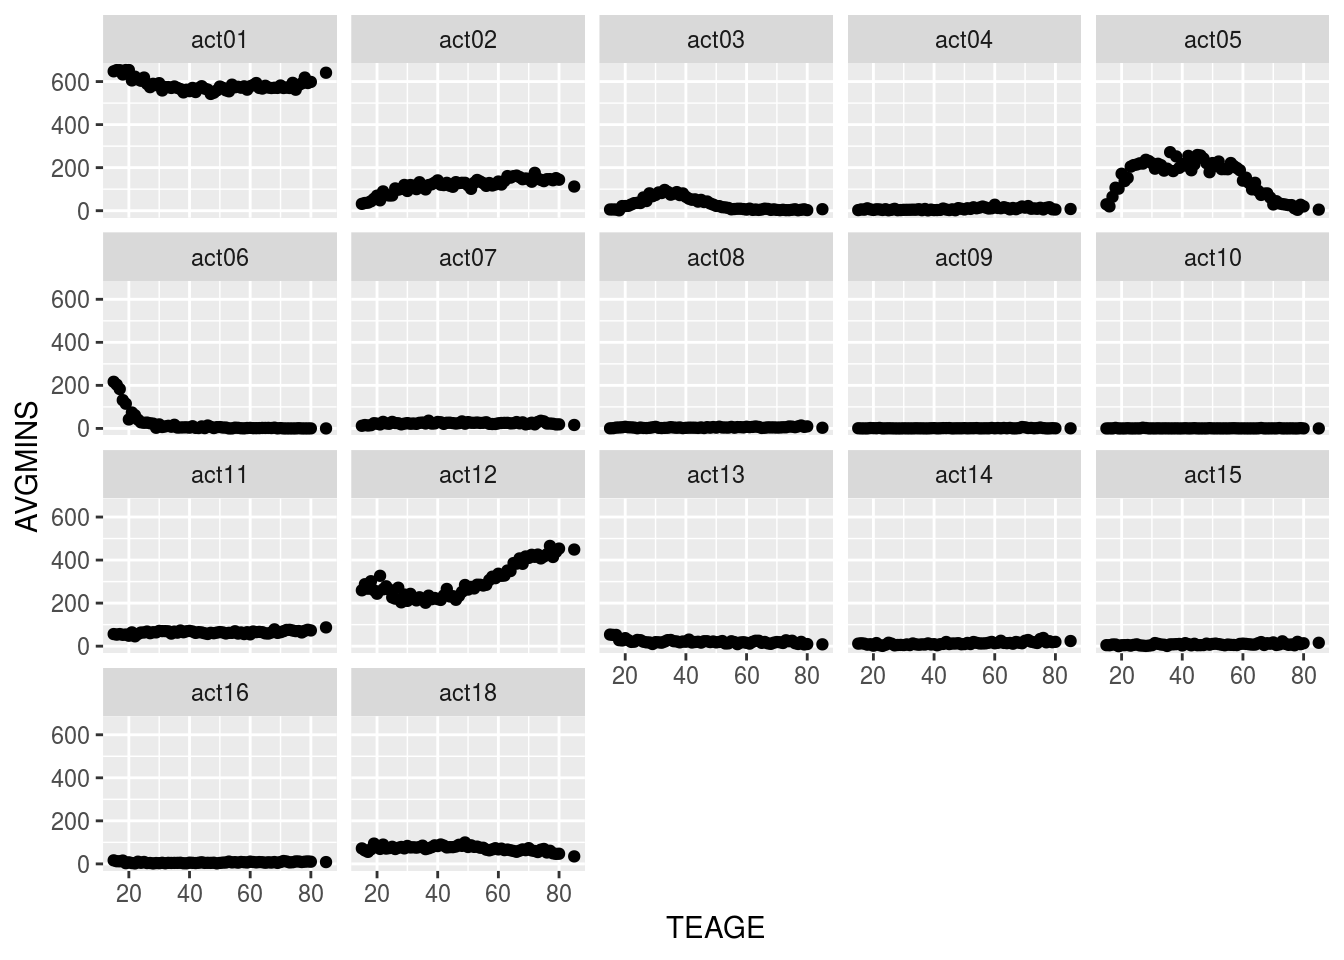 act01 act02 act03 act04 act05
600
400
200
0
act06 act07 act08 act09 act10
600
400
200
0
AVGMINS
act11 act12 act13 act14 act15
600
400
200
0
20 40 60 80 20 40 60 80 20 40 60 80
act16 act18
600
400
200
0
20 40 60 80 20 40 60 80
TEAGE